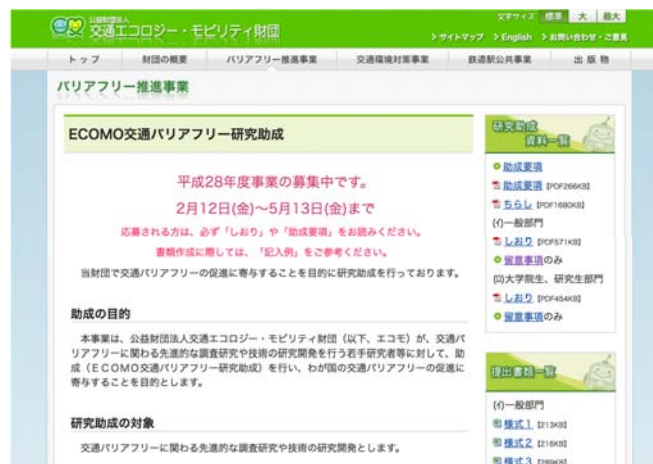 公益財団法人
交通エコロジー・モビリティ財団
文字サイズ 標準 大 最大
サイトマップ English お問い合わせ・ご意見
トップ 財団の概要 バリアフリー推進事業 交通環境対策事業 鉄道駅公共事業 出版物
バリアフリー推進事業
ECOMO交通バリアフリー研究助成
平成28年度事業の募集中です。
2月12日(金)〜5月13日(金)まで
応募される方は、必ず「しおり」や「助成要項」をお読みください。
書類作成に際しては、「記入例」をご参考ください。
当財団で交通バリアフリーの促進に寄与することを目的に研究助成を行っております。
助成の目的
本事業は、公益財団法人交通エコロジー・モビリティ財団（以下、エコモ）が、交通バ
リアフリーに関わる先進的な調査研究や技術の研究開発を行う若手研究者等に対して、助
成（ＥＣＯＭＯ交通バリアフリー研究助成）を行い、わが国の交通バリアフリーの促進に
寄与することを目的とします。
研究助成の対象
交通バリアフリーに関わる先進的な調査研究や技術の研究開発とします。
研究助成
資料一覧
助成要項
助成要項 [PDF266KB]
ちらし [PDF1680KB]
(イ)一般部門
しおり [PDF571KB]
留意事項のみ
(ロ)大学院生、研究生部門
しおり [PDF454KB]
留意事項のみ
提出書類一覧
(イ)一般部門
様式１ [213KB]
様式２ [216KB]
様式３ [289KB]